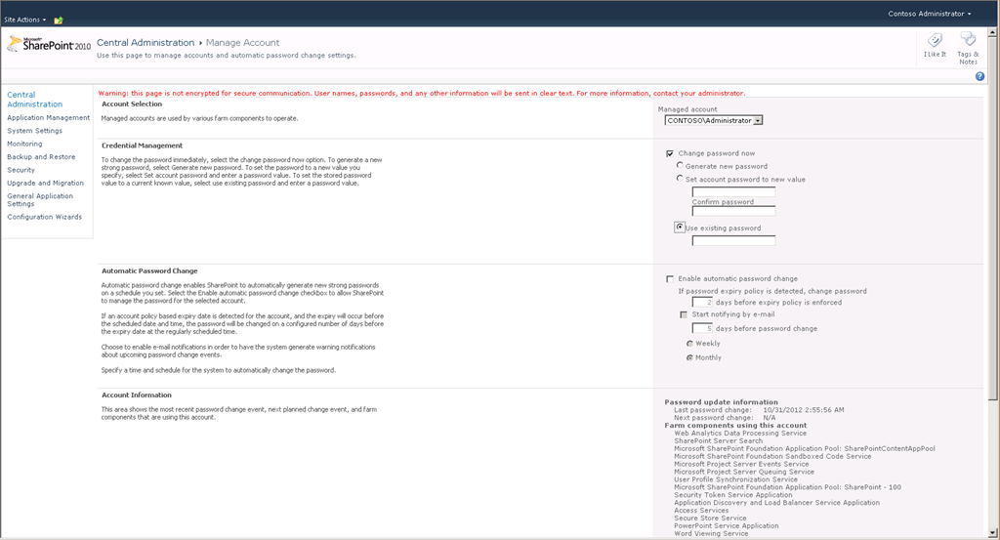 Contoso Administrator
Site Actions
Microsoft
SharePoint 2010
Central Administration ▸ Manage Account
Use this page to manage accounts and automatic password change settings.
I Like It
Tags & Notes
Central Administration
Application Management
System Settings
Monitoring
Backup and Restore
Security
Upgrade and Migration
General Application Settings
Configuration Wizards
Warning: this page is not encrypted for secure communication. User names, passwords, and any other information will be sent in clear text. For more information, contact your administrator.
Account Selection
Managed accounts are used by various farm components to operate.
Managed account
CONTOSO\Administrator
Credential Management
To change the password immediately, select the change password now option. To generate a new
strong password, select Generate new password. To set the password to a new value you
specify, select Set account password and enter a password value. To set the stored password
value to a current known value, select use existing password and enter a password value.
Change password now
Generate new password
Set account password to new value
Confirm password
Use existing password
Automatic Password Change
Automatic password change enables SharePoint to automatically generate new strong passwords
on a schedule you set. Select the Enable automatic password change checkbox to allow SharePoint
to manage the password for the selected account.
If an account policy based expiry date is detected for the account, and the expiry will occur before
the scheduled date and time, the password will be changed on a configured number of days before
the expiry date at the regularly scheduled time.
Choose to enable e-mail notifications in order to have the system generate warning notifications
about upcoming password change events.
Specify a time and schedule for the system to automatically change the password.
Enable automatic password change
If password expiry policy is detected, change password
2 days before expiry policy is enforced
Start notifying by e-mail
5 days before password change
Weekly
Monthly
Account Information
This area shows the most recent password change event, next planned change event, and farm
components that are using this account.
Password update information
Last password change: 10/31/2012 2:55:56 AM
Next password change: N/A
Farm components using this account
Web Analytics Data Processing Service
SharePoint Server Search
Microsoft SharePoint Foundation Application Pool: SharePointContentAppPool
Microsoft SharePoint Foundation Sandboxed Code Service
Microsoft Project Server Events Service
Microsoft Project Server Queuing Service
User Profile Synchronization Service
Microsoft SharePoint Foundation Application Pool: SharePoint - 100
Security Token Service Application
Application Discovery and Load Balancer Service Application
Access Services
Secure Store Service
PowerPoint Service Application
Word Viewing Service